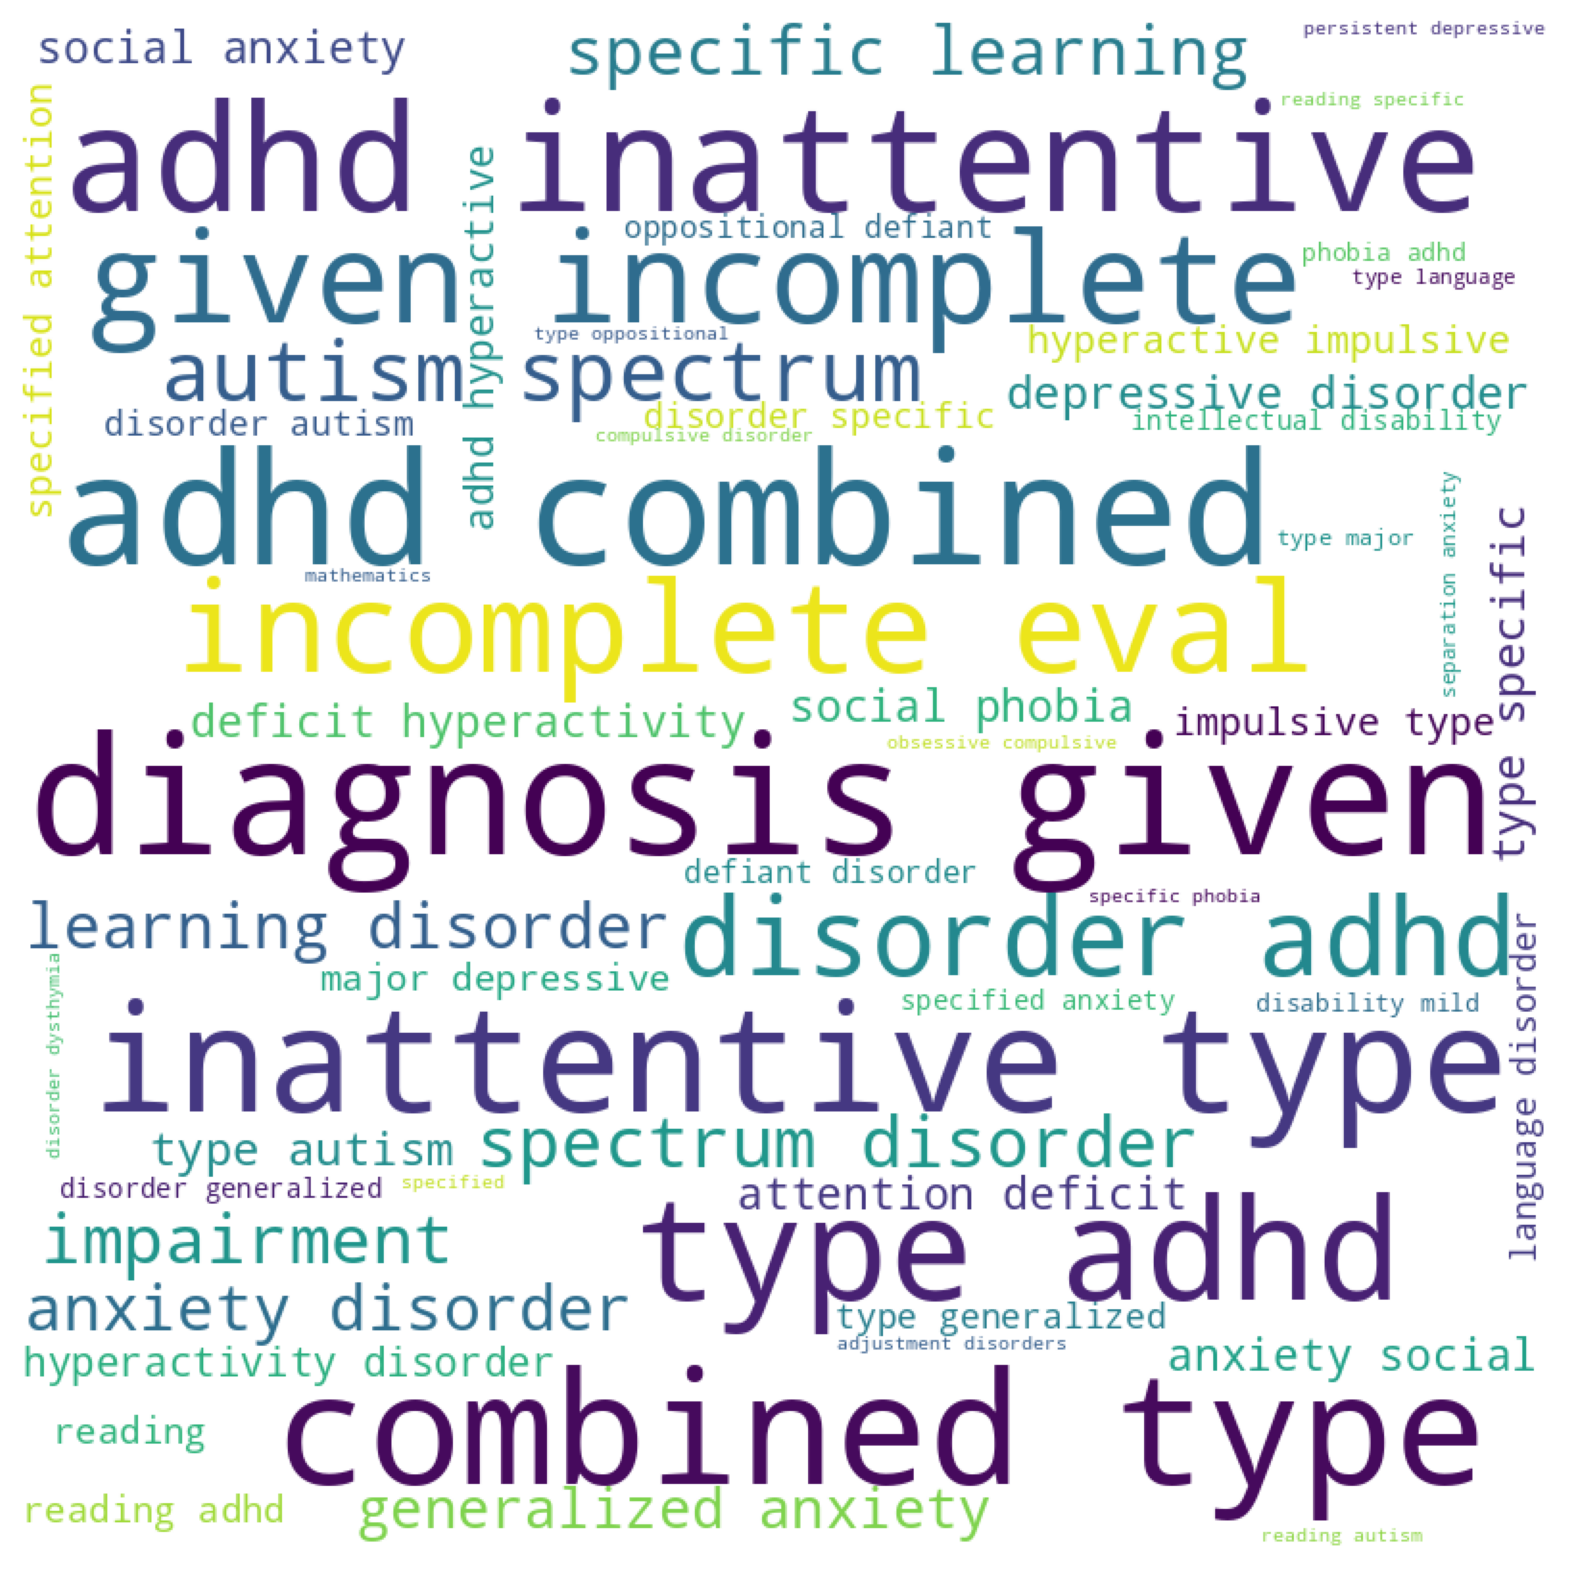 social anxiety
specific learning
persistent depressive
reading specific
specified attention
adhd inattentive
adhd hyperactive
oppositional defiant
given incomplete
phobia adhd
type language
type oppositional
hyperactive impulsive
autism spectrum
depressive disorder
disorder autism
disorder specific
intellectual disability
compulsive disorder
adhd combined
type major
separation anxiety
type specific
mathematics
incomplete eval
deficit hyperactivity
social phobia
impulsive type
obsessive compulsive
diagnosis given
defiant disorder
specific phobia
learning disorder
disorder adhd
language disorder
disorder dysthymia
major depressive
specified anxiety
disability mild
inattentive type
type autism
spectrum disorder
disorder generalized
specified
attention deficit
impairment
type adhd
anxiety disorder
type generalized
adjustment disorders
hyperactivity disorder
anxiety social
combined type
reading
reading adhd
generalized anxiety
reading autism